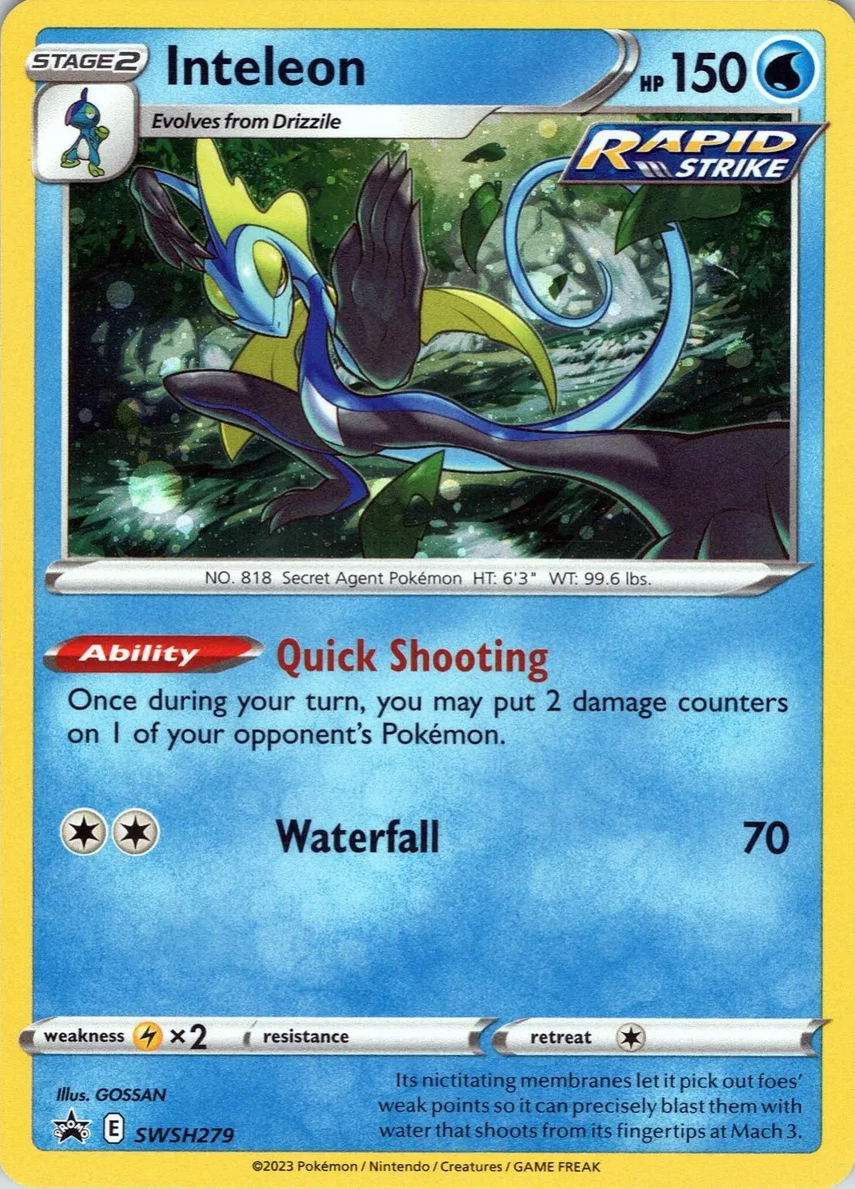 STAGE2
Inteleon
HP 150
Evolves from Drizzile
RAPID
STRIKE
NO. 818 Secret Agent Pokémon HT: 6'3" WT: 99.6 lbs.
Ability Quick Shooting
Once during your turn, you may put 2 damage counters
on 1 of your opponent's Pokémon.
Waterfall 70
weakness ×2 resistance retreat
Illus. GOSSAN
Its nictitating membranes let it pick out foes'
weak points so it can precisely blast them with
water that shoots from its fingertips at Mach 3.
PROMO E SWSH279
©2023 Pokémon / Nintendo / Creatures / GAME FREAK